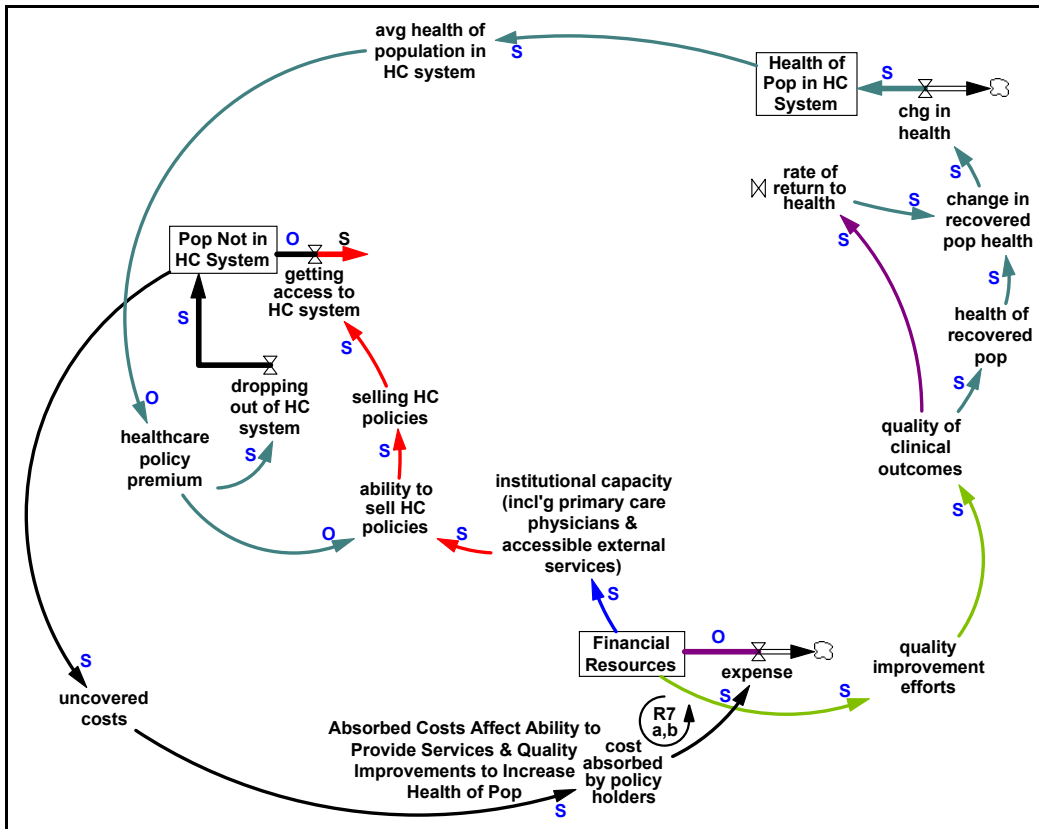 avg health of
population in
HC system
S
Health of
Pop in HC
System
S
chg in
health
S
rate of
return to
health
S
change in
recovered
pop health
S
S
health of
recovered
pop
S
quality of
clinical
outcomes
S
Pop Not in
HC System
O
S
getting
access to
HC system
S
S
dropping
out of HC
system
S
selling HC
policies
S
O
healthcare
policy
premium
O
ability to
sell HC
policies
S
institutional capacity
(incl'g primary care
physicians &
accessible external
services)
S
Financial
Resources
O
expense
S
S
quality
improvement
efforts
S
uncovered
costs
R7
a,b
Absorbed Costs Affect Ability to
Provide Services & Quality
Improvements to Increase
Health of Pop
cost
absorbed
by policy
holders
S